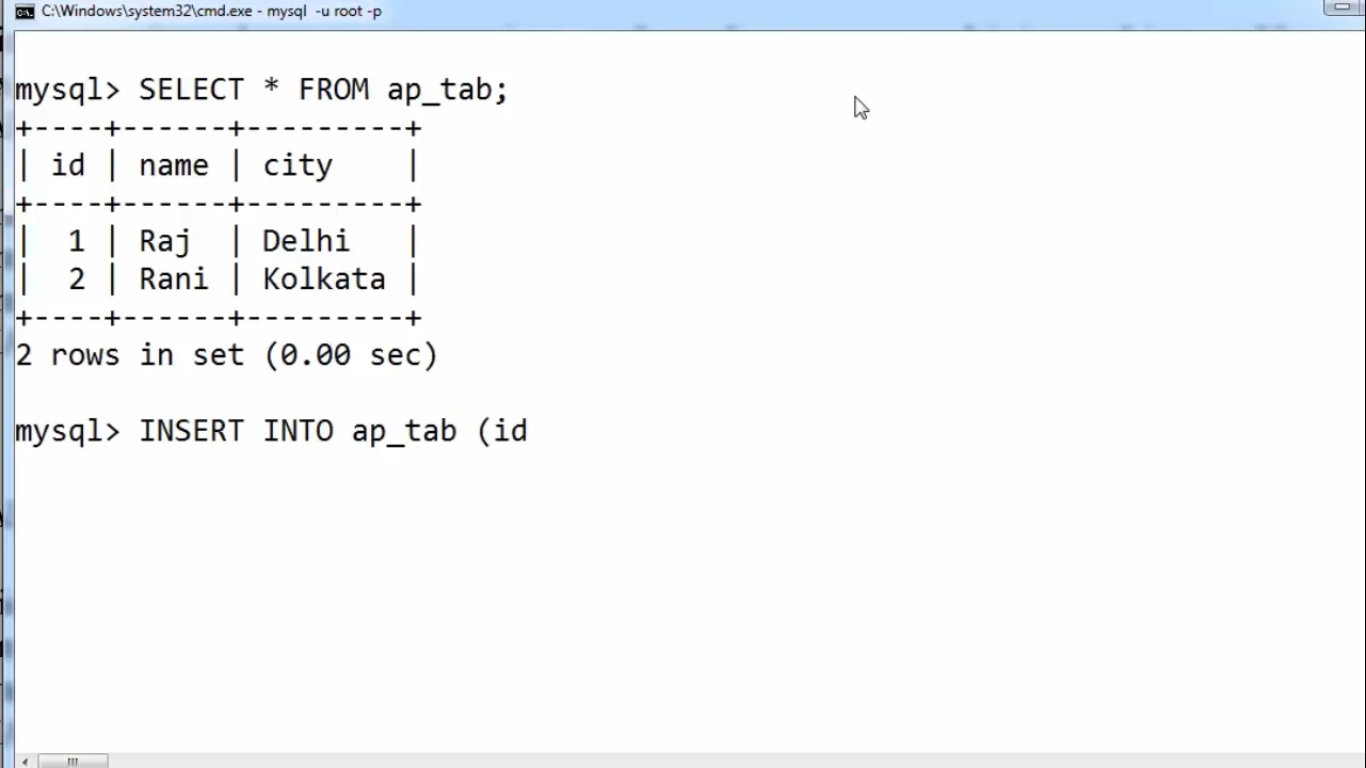 C:\Windows\system32\cmd.exe - mysql  -u root -p
mysql> SELECT * FROM ap_tab;
+----+------+---------+
| id | name | city    |
+----+------+---------+
|  1 | Raj  | Delhi   |
|  2 | Rani | Kolkata |
+----+------+---------+
2 rows in set (0.00 sec)
mysql> INSERT INTO ap_tab (id